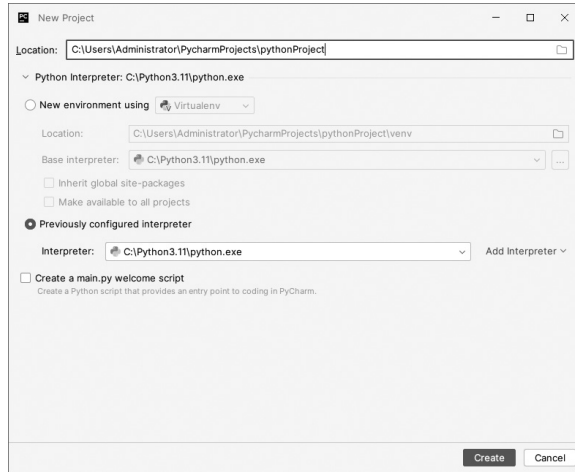 PC New Project
Location: C:\Users\Administrator\PycharmProjects\pythonProject
Python Interpreter: C:\Python3.11\python.exe
New environment using Virtualenv
Location: C:\Users\Administrator\PycharmProjects\pythonProject\venv
Base interpreter: C:\Python3.11\python.exe ...
Inherit global site-packages
Make available to all projects
Previously configured interpreter
Interpreter: C:\Python3.11\python.exe Add Interpreter
Create a main.py welcome script
Create a Python script that provides an entry point to coding in PyCharm.
Create Cancel